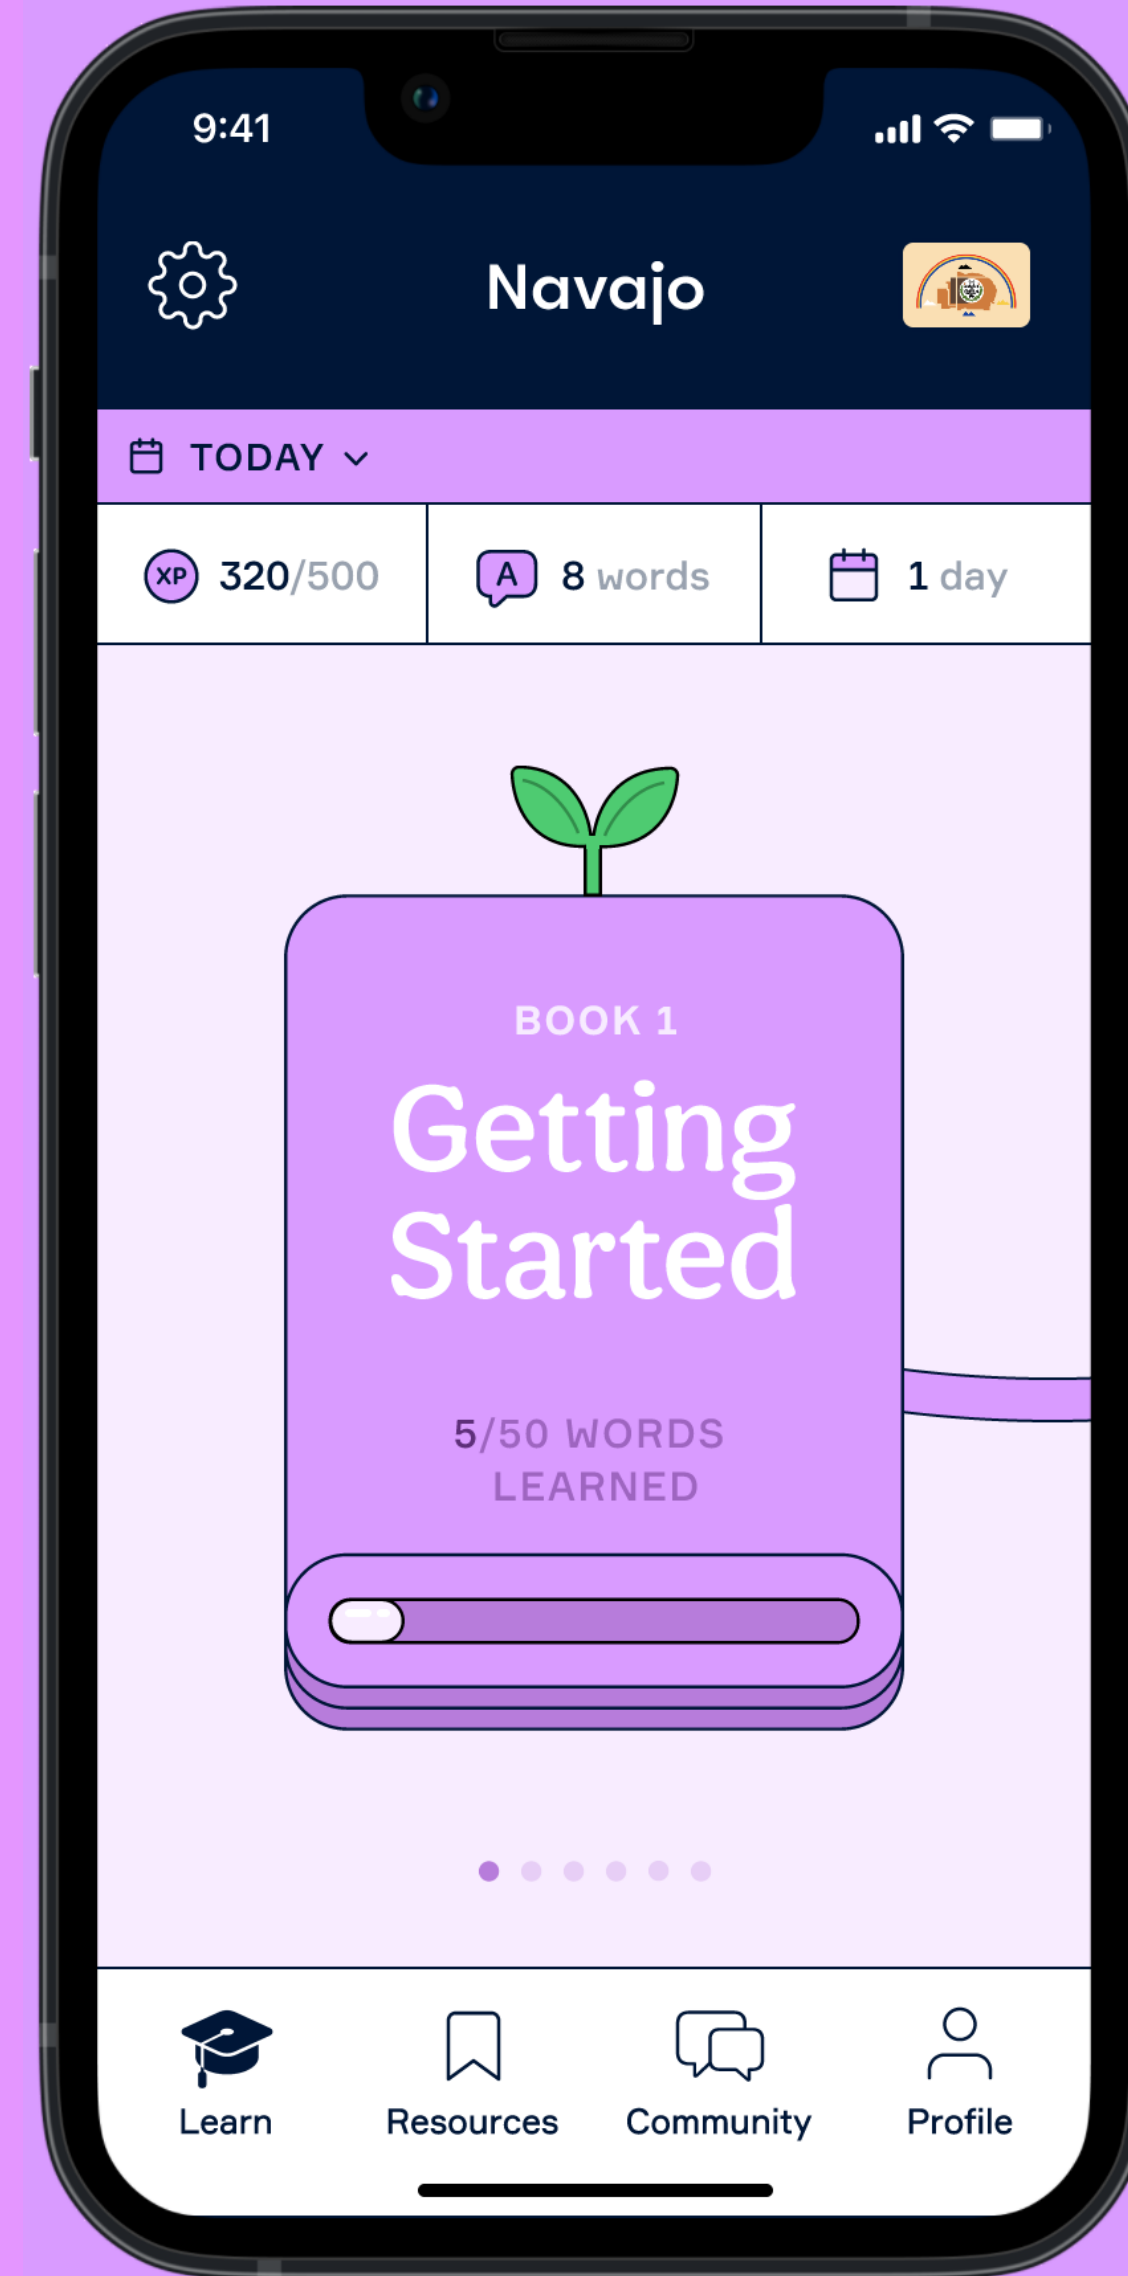 9:41
Navajo
TODAY
XP 320/500
A 8 words
1 day
BOOK 1
Getting
Started
5/50 WORDS
LEARNED
Learn Resources Community Profile